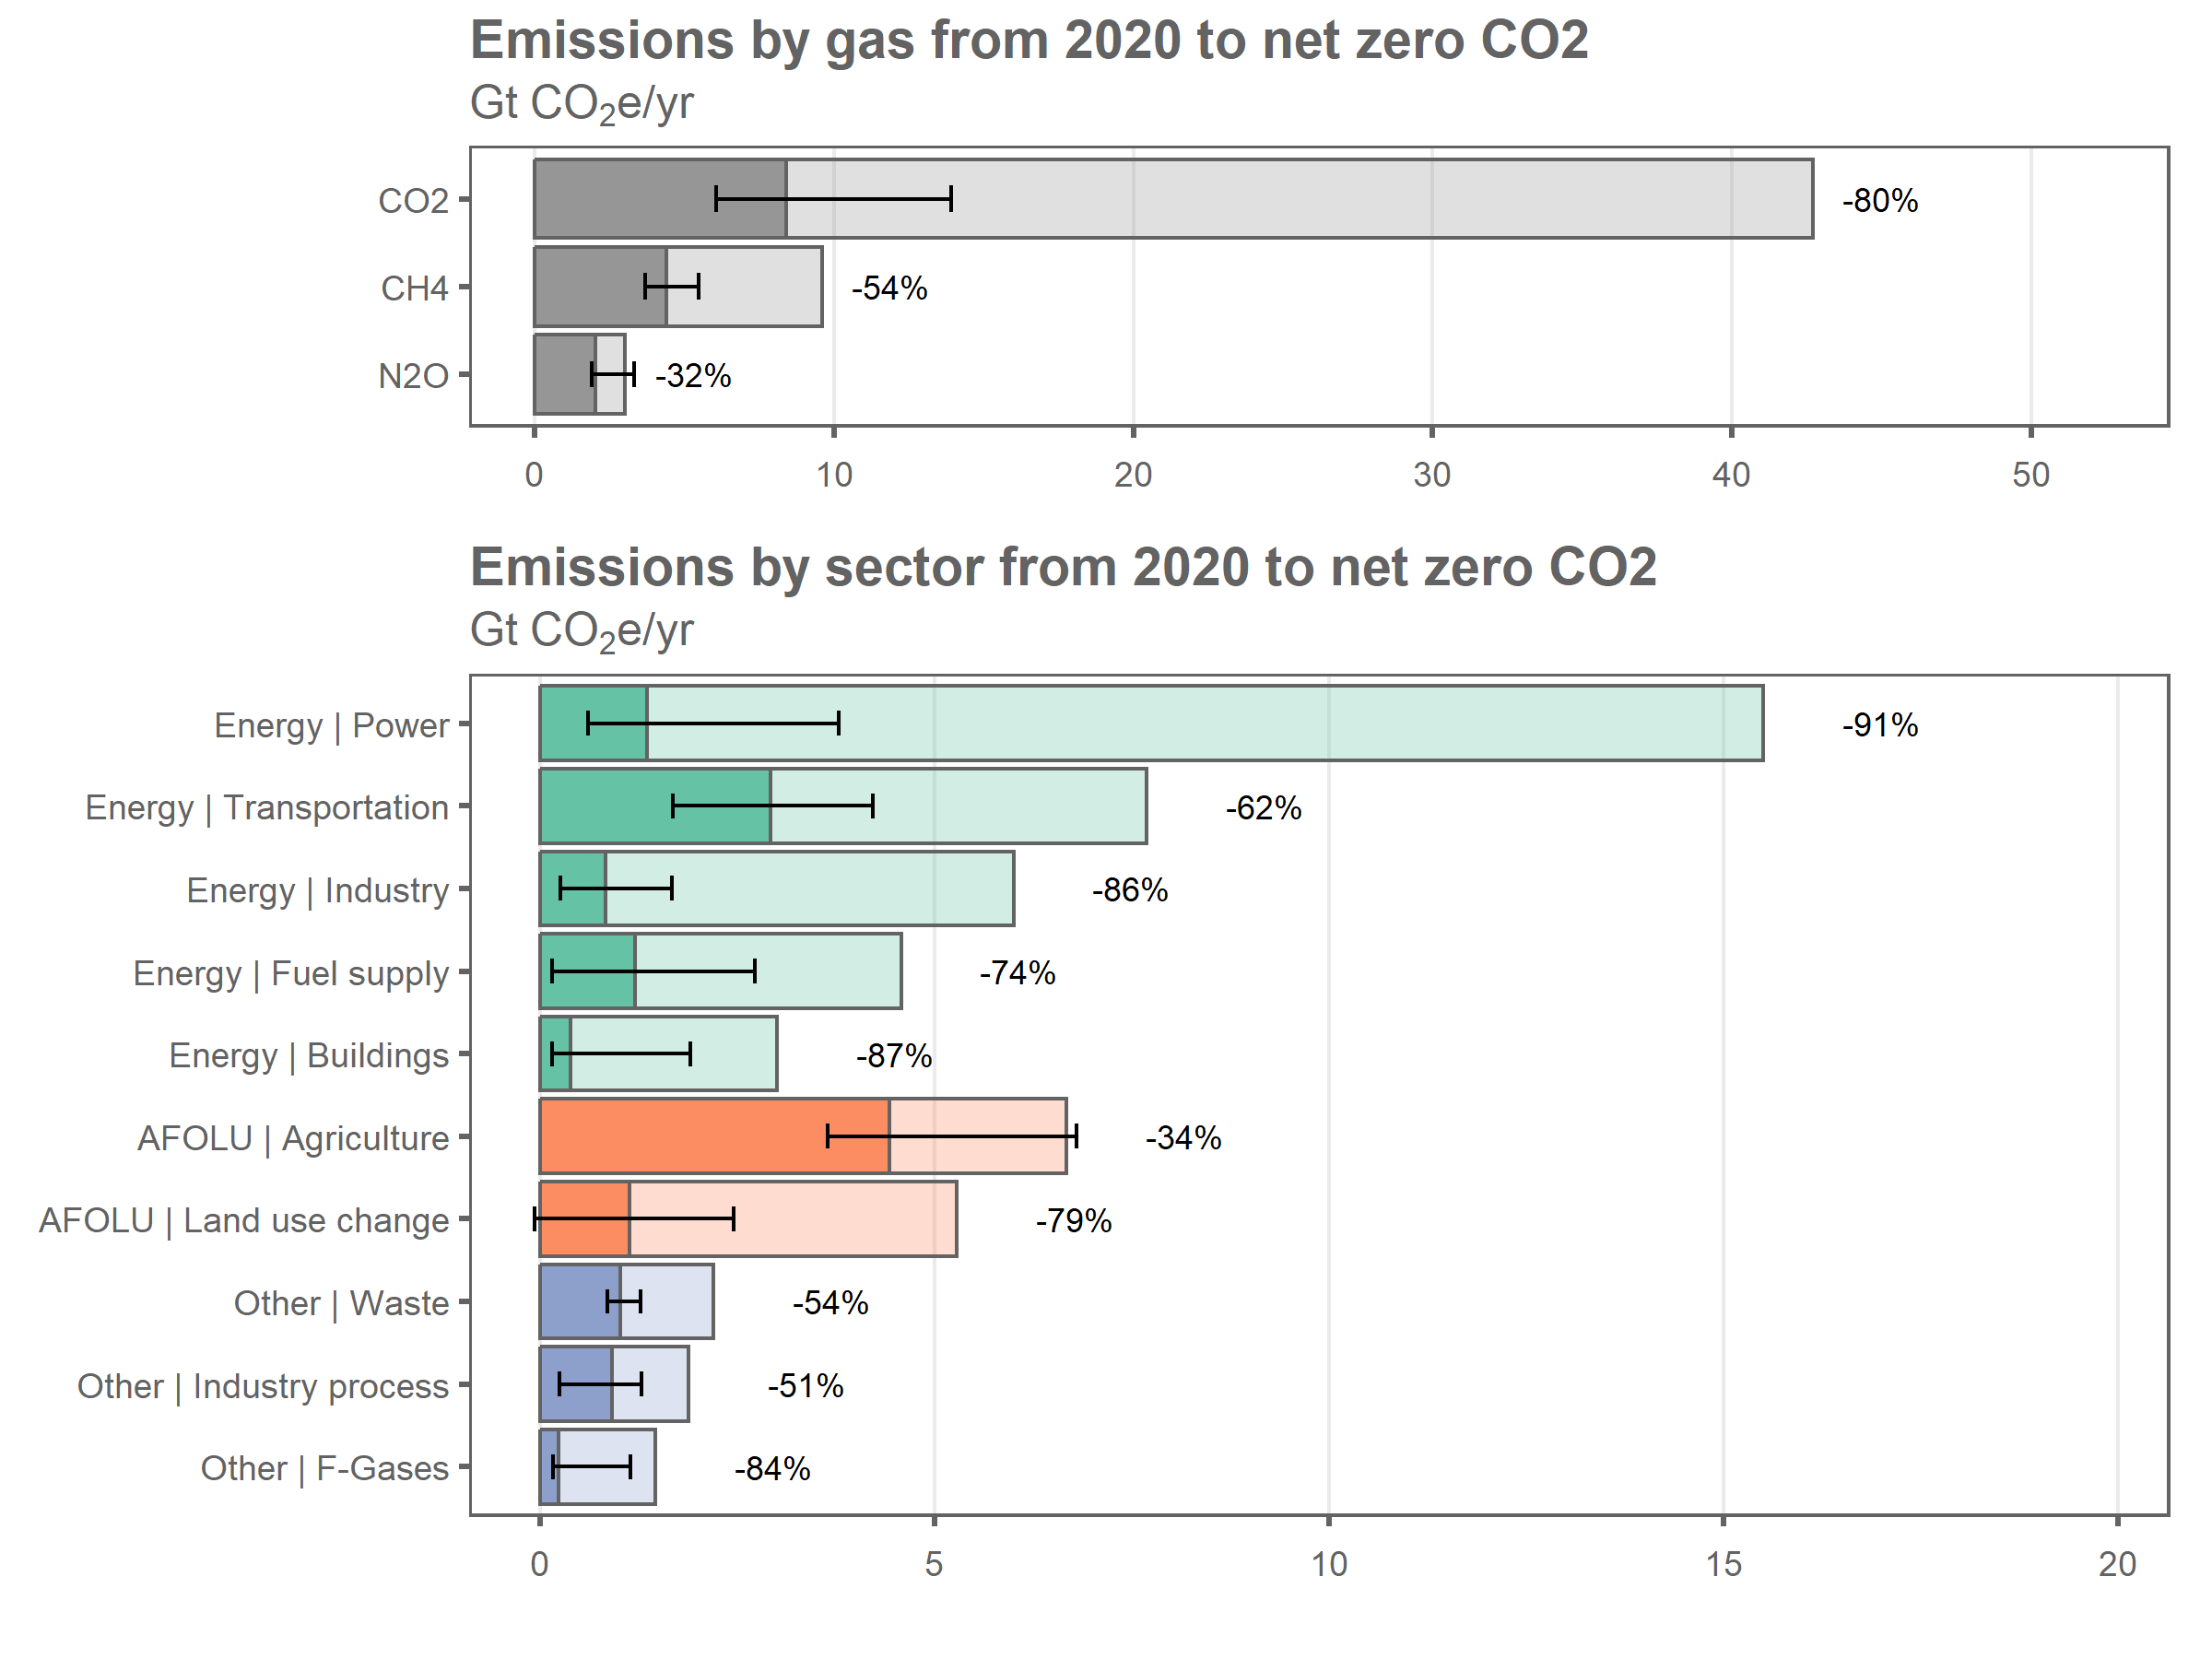 Emissions by gas from 2020 to net zero CO2
Gt CO₂e/yr
CO2 -80%
CH4 -54%
N2O -32%
0 10 20 30 40 50
Emissions by sector from 2020 to net zero CO2
Gt CO₂e/yr
Energy | Power -91%
Energy | Transportation -62%
Energy | Industry -86%
Energy | Fuel supply -74%
Energy | Buildings -87%
AFOLU | Agriculture -34%
AFOLU | Land use change -79%
Other | Waste -54%
Other | Industry process -51%
Other | F-Gases -84%
0 5 10 15 20